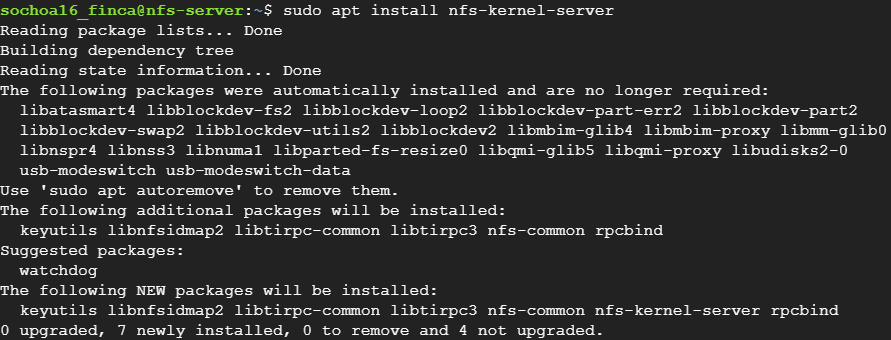 sochoa16_finca@nfs-server:~$ sudo apt install nfs-kernel-server
Reading package lists... Done
Building dependency tree
Reading state information... Done
The following packages were automatically installed and are no longer required:
  libatasmart4 libblockdev-fs2 libblockdev-loop2 libblockdev-part-err2 libblockdev-part2
  libblockdev-swap2 libblockdev-utils2 libblockdev2 libmbim-glib4 libmbim-proxy libmm-glib0
  libnspr4 libnss3 libnuma1 libparted-fs-resize0 libqmi-glib5 libqmi-proxy libudisks2-0
  usb-modeswitch usb-modeswitch-data
Use 'sudo apt autoremove' to remove them.
The following additional packages will be installed:
  keyutils libnfsidmap2 libtirpc-common libtirpc3 nfs-common rpcbind
Suggested packages:
  watchdog
The following NEW packages will be installed:
  keyutils libnfsidmap2 libtirpc-common libtirpc3 nfs-common nfs-kernel-server rpcbind
0 upgraded, 7 newly installed, 0 to remove and 4 not upgraded.